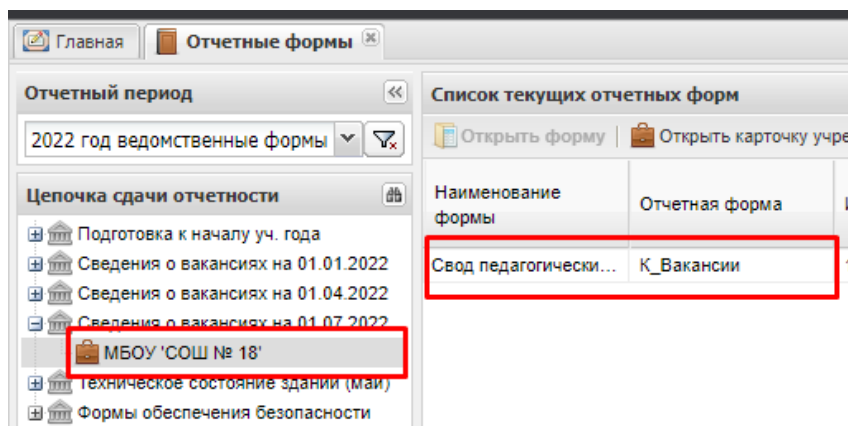 Главная
Отчетные формы
Отчетный период
2022 год ведомственные формы
Цепочка сдачи отчетности
Подготовка к началу уч. года
Сведения о вакансиях на 01.01.2022
Сведения о вакансиях на 01.04.2022
Сведения о вакансиях на 01.07.2022
МБОУ 'СОШ № 18'
Техническое состояние зданий (май)
Формы обеспечения безопасности
Список текущих отчетных форм
Открыть форму
Открыть карточку учре
Наименование формы
Отчетная форма
Свод педагогически...
К_Вакансии